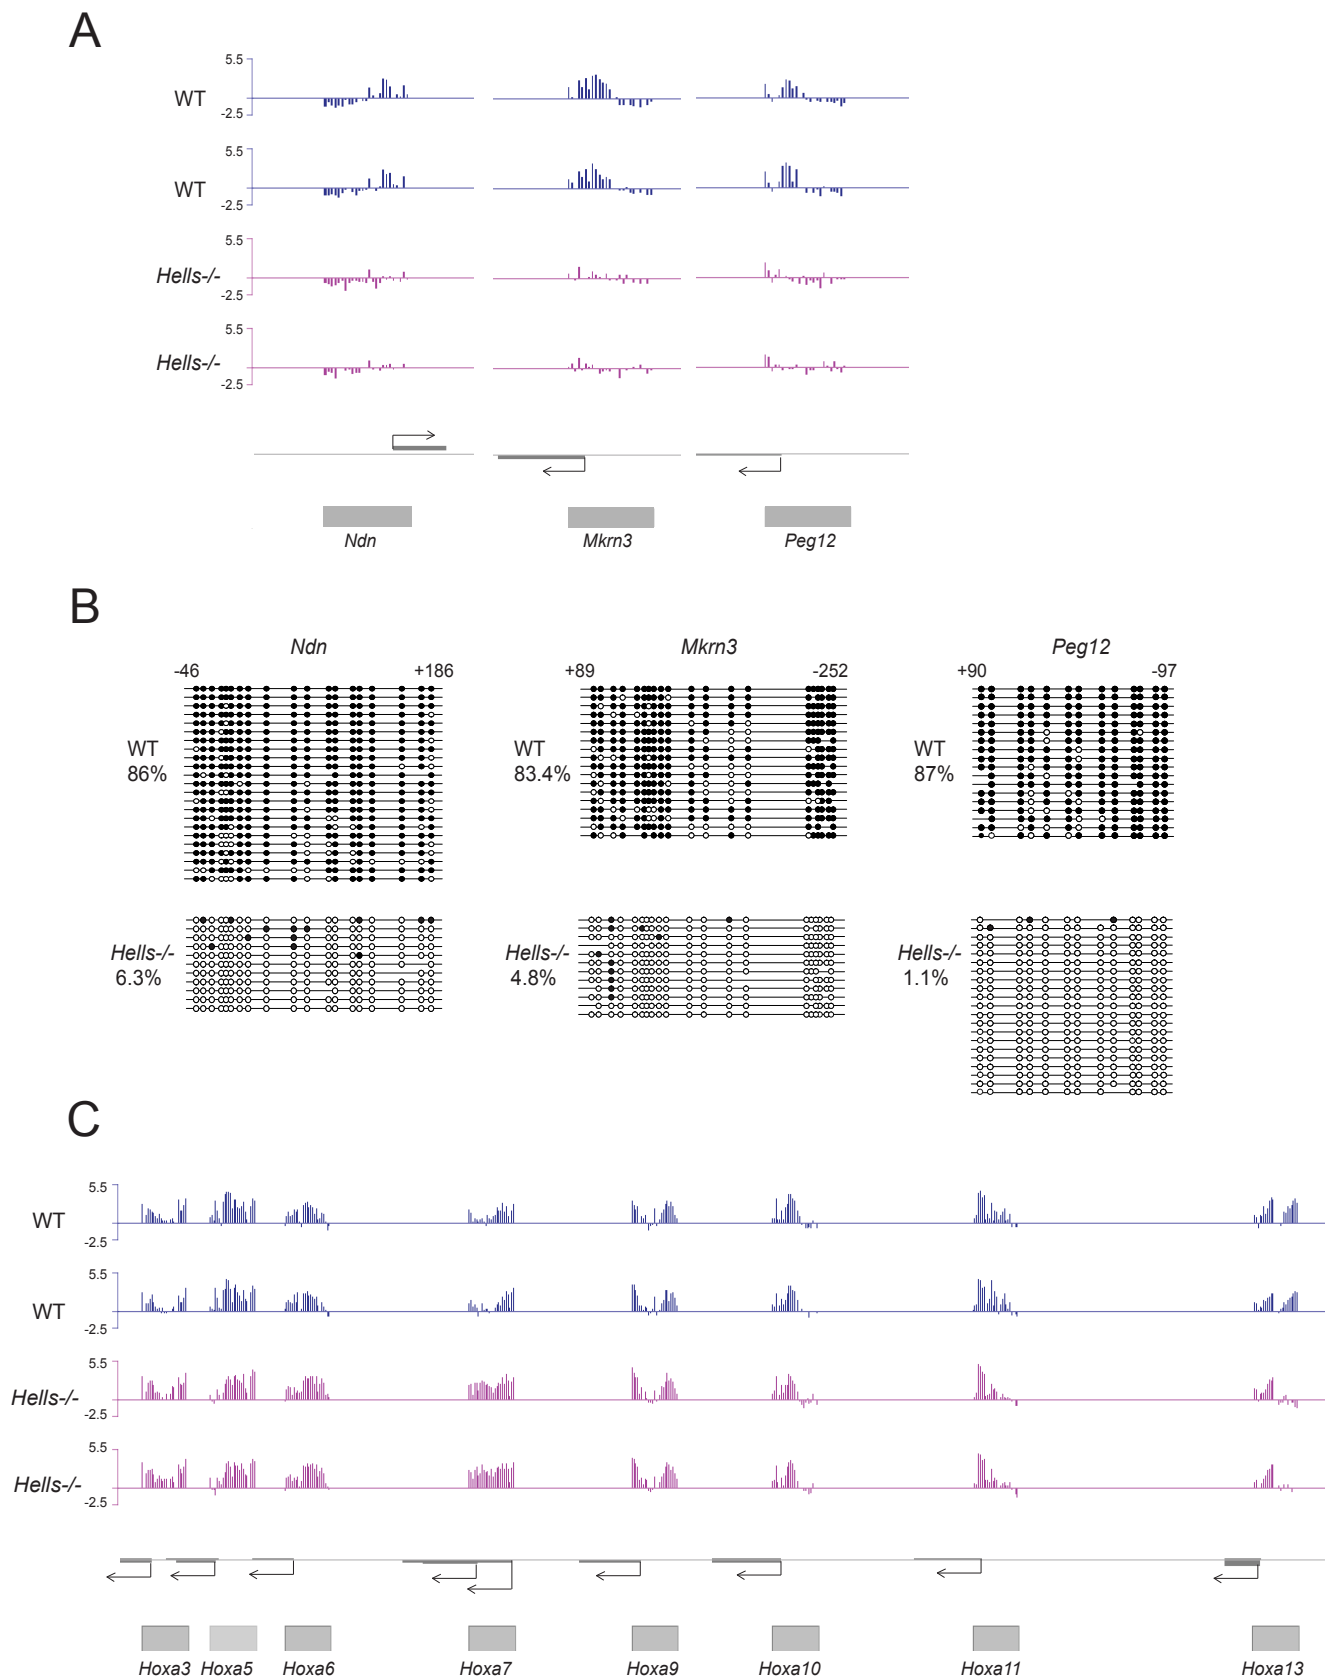 A
5.5
WT
-2.5
5.5
WT
-2.5
5.5
Hells-/-
-2.5
5.5
Hells-/-
-2.5
Ndn Mkrn3 Peg12
B
Ndn Mkrn3 Peg12
-46 +186 +89 -252 +90 -97
WT WT WT
86% 83.4% 87%
Hells-/- Hells-/- Hells-/-
6.3% 4.8% 1.1%
C
5.5
WT
-2.5
5.5
WT
-2.5
5.5
Hells-/-
-2.5
5.5
Hells-/-
-2.5
Hoxa3 Hoxa5 Hoxa6 Hoxa7 Hoxa9 Hoxa10 Hoxa11 Hoxa13